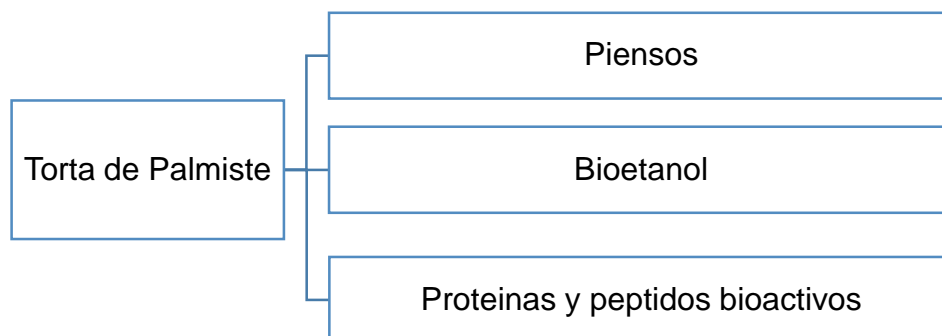 Piensos
Torta de Palmiste
Bioetanol
Proteinas y peptidos bioactivos